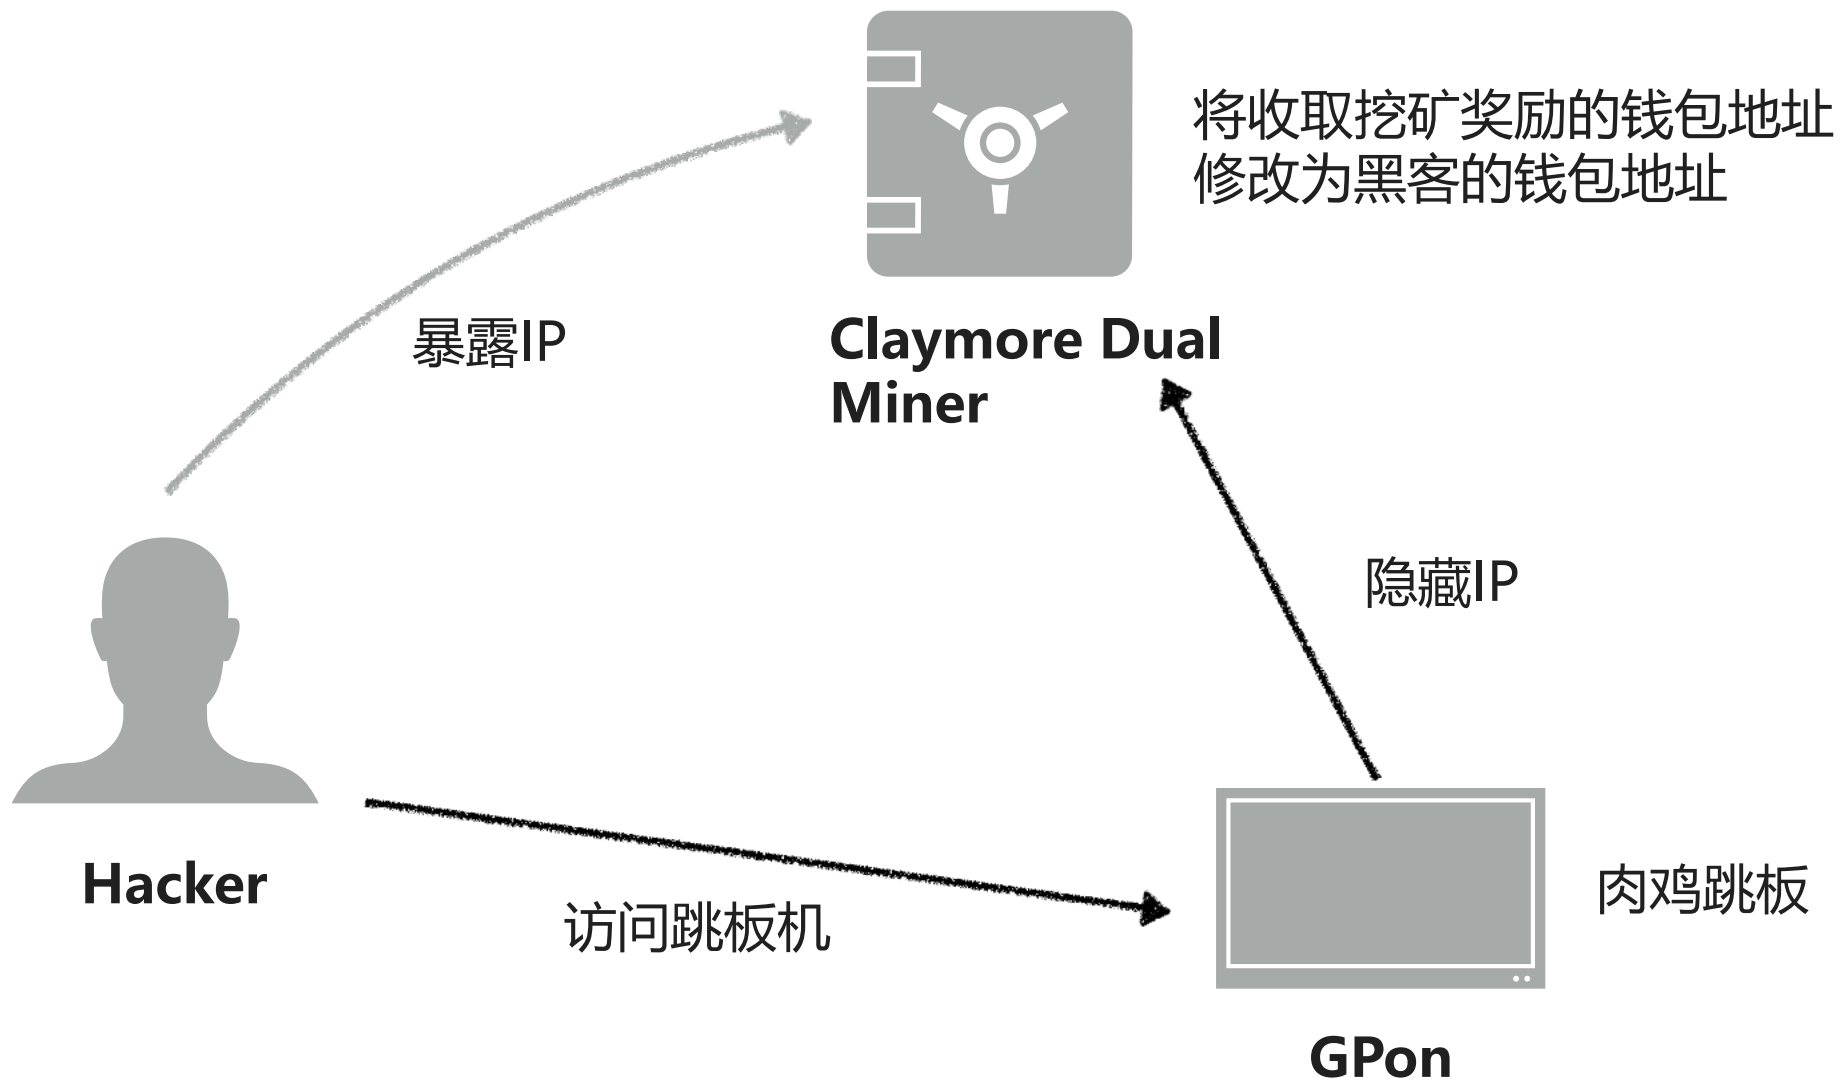 将收取挖矿奖励的钱包地址
修改为黑客的钱包地址
暴露IP
Claymore Dual
Miner
隐藏IP
Hacker
访问跳板机
肉鸡跳板
GPon